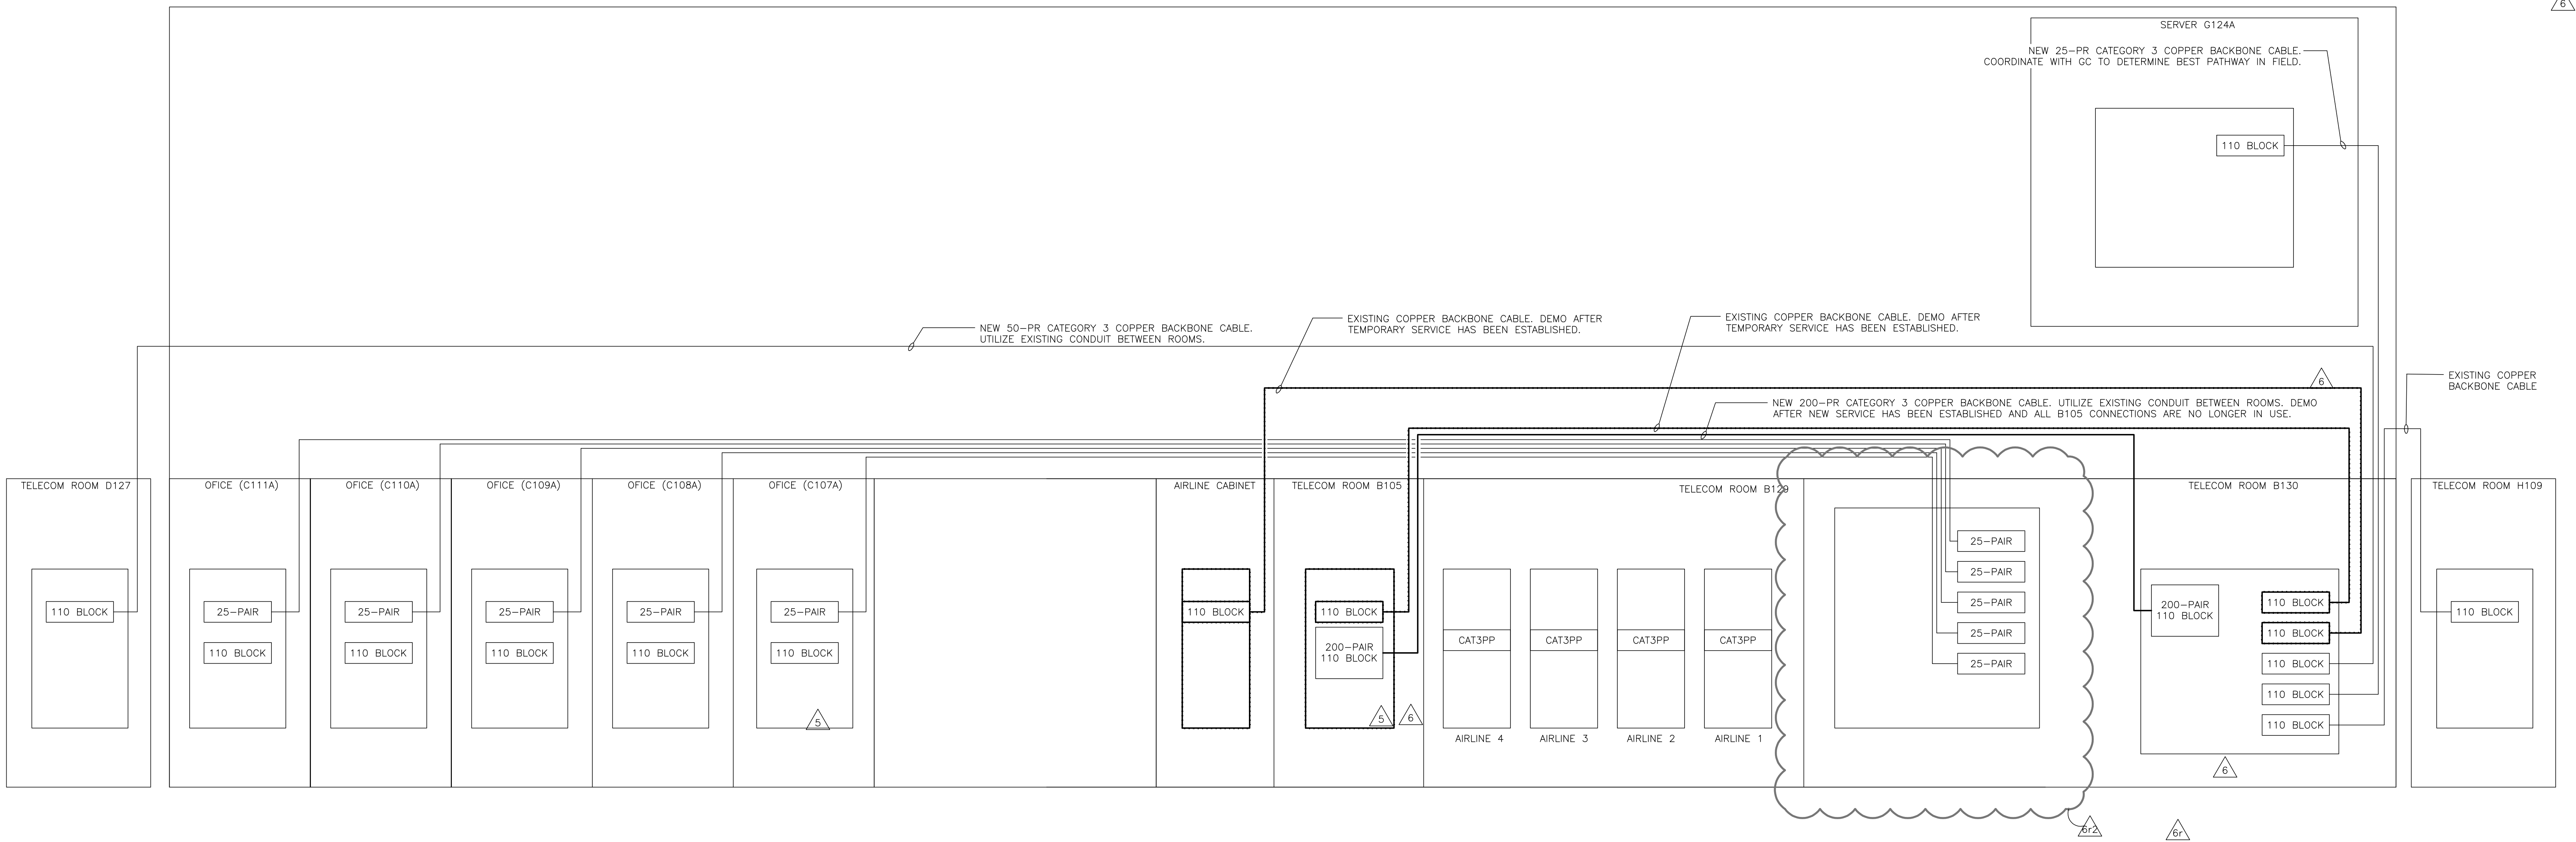 6
SERVER G124A
NEW 25-PR CATEGORY 3 COPPER BACKBONE CABLE.
COORDINATE WITH GC TO DETERMINE BEST PATHWAY IN FIELD.
110 BLOCK
NEW 50-PR CATEGORY 3 COPPER BACKBONE CABLE.
UTILIZE EXISTING CONDUIT BETWEEN ROOMS.
EXISTING COPPER BACKBONE CABLE. DEMO AFTER
TEMPORARY SERVICE HAS BEEN ESTABLISHED.
EXISTING COPPER BACKBONE CABLE. DEMO AFTER
TEMPORARY SERVICE HAS BEEN ESTABLISHED.
6
EXISTING COPPER
BACKBONE CABLE
NEW 200-PR CATEGORY 3 COPPER BACKBONE CABLE. UTILIZE EXISTING CONDUIT BETWEEN ROOMS. DEMO
AFTER NEW SERVICE HAS BEEN ESTABLISHED AND ALL B105 CONNECTIONS ARE NO LONGER IN USE.
TELECOM ROOM D127
110 BLOCK
OFICE (C111A)
25-PAIR
110 BLOCK
OFICE (C110A)
25-PAIR
110 BLOCK
OFICE (C109A)
25-PAIR
110 BLOCK
OFICE (C108A)
25-PAIR
110 BLOCK
OFICE (C107A)
25-PAIR
110 BLOCK
5
AIRLINE CABINET
110 BLOCK
TELECOM ROOM B105
110 BLOCK
200-PAIR
110 BLOCK
5
6
TELECOM ROOM B129
CAT3PP
CAT3PP
CAT3PP
CAT3PP
AIRLINE 4
AIRLINE 3
AIRLINE 2
AIRLINE 1
25-PAIR
25-PAIR
25-PAIR
25-PAIR
25-PAIR
TELECOM ROOM B130
200-PAIR
110 BLOCK
110 BLOCK
110 BLOCK
110 BLOCK
110 BLOCK
110 BLOCK
6
TELECOM ROOM H109
110 BLOCK
6r2
6r